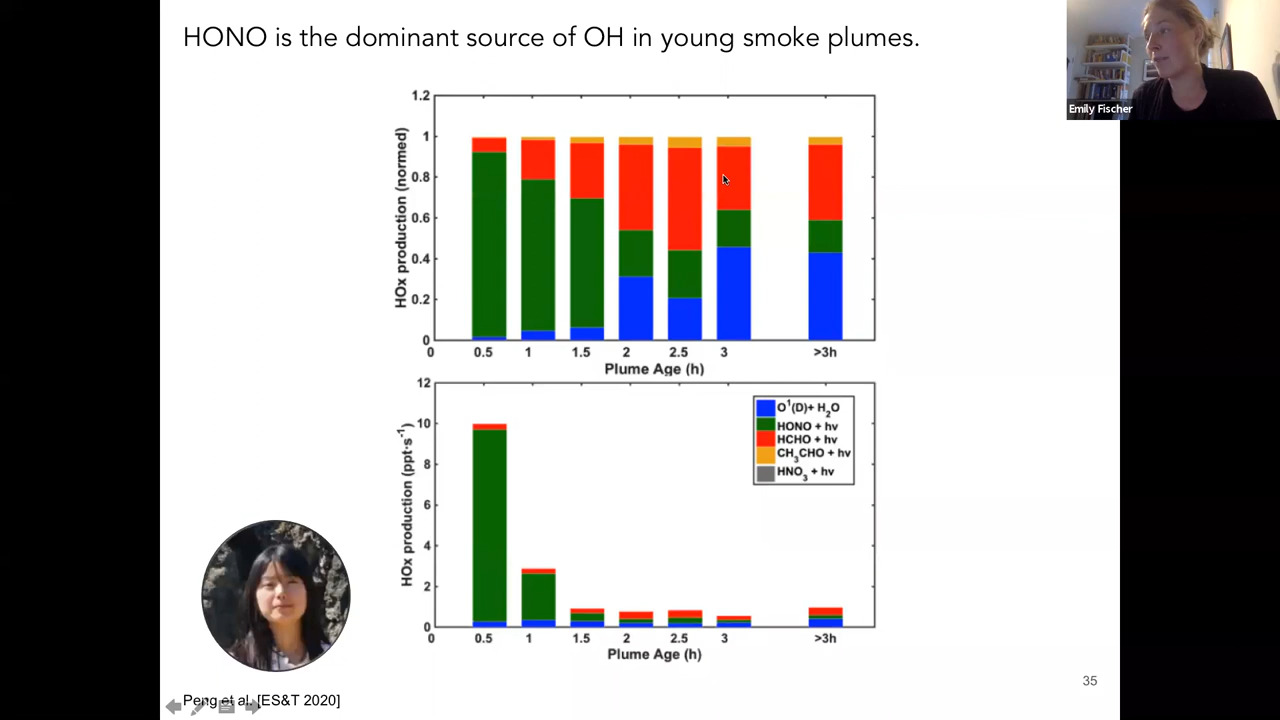 HONO is the dominant source of OH in young smoke plumes.
Emily Fischer
HOx production (normed)
1.2
1
0.8
0.6
0.4
0.2
0
0 0.5 1 1.5 2 2.5 3 >3h
Plume Age (h)
HOx production (ppt·s⁻¹)
12
10
8
6
4
2
0
O¹(D)+ H₂O
HONO + hv
HCHO + hv
CH₃CHO + hv
HNO₃ + hv
0 0.5 1 1.5 2 2.5 3 >3h
Plume Age (h)
35
Peng et al. [ES&T 2020]